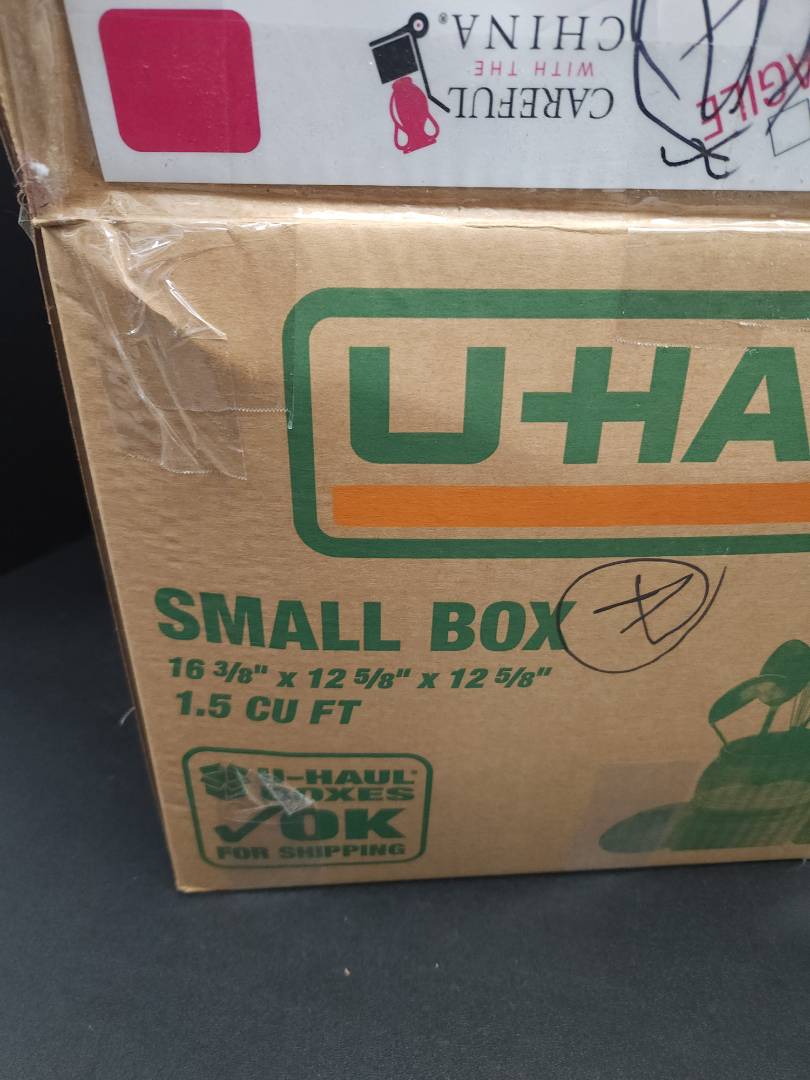 CAREFUL
WITH THE
CHINA®
U-HA
SMALL BOX
16 3/8" x 12 5/8" x 12 5/8"
1.5 CU FT
U-HAUL®
BOXES
OK
FOR SHIPPING